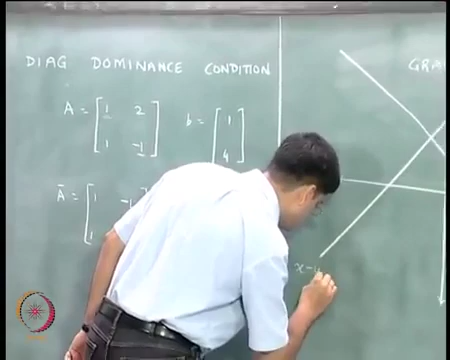 DIAG DOMINANCE CONDITION
A = [ 1 2
1 -1 ]
b = [ 1
4 ]
Ā = [ 1 -1
1
GRA
x-y